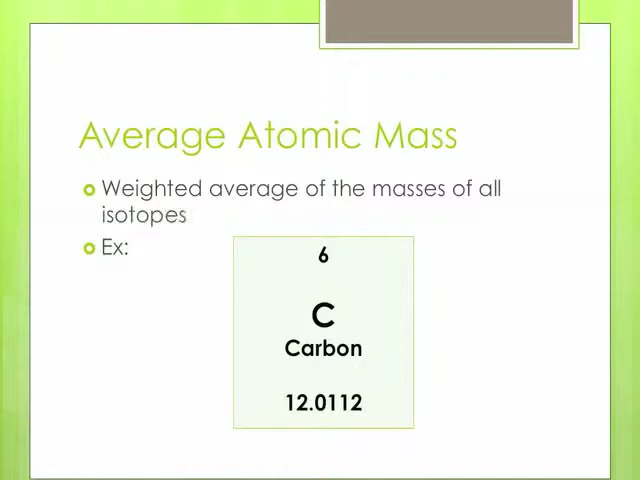 Average Atomic Mass
Weighted average of the masses of all
isotopes
Ex:
6
C
Carbon
12.0112